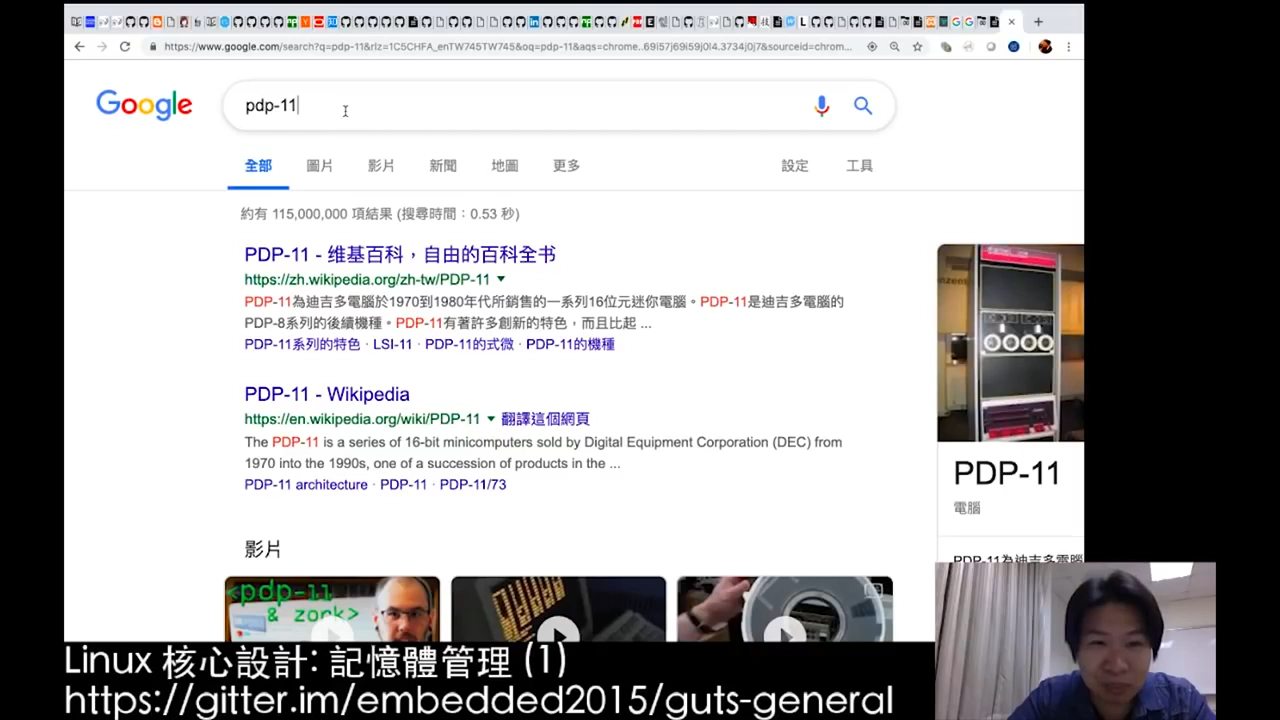 https://www.google.com/search?q=pdp-11&rlz=1C5CHFA_enTW745TW745&oq=pdp-11&aqs=chrome..69i57j69i59j0l4.3734j0j7&sourceid=chrom...
Google
pdp-11
全部 圖片 影片 新聞 地圖 更多 設定 工具
約有 115,000,000 項結果 (搜尋時間：0.53 秒)
PDP-11 - 维基百科，自由的百科全书
https://zh.wikipedia.org/zh-tw/PDP-11
PDP-11為迪吉多電腦於1970到1980年代所銷售的一系列16位元迷你電腦。PDP-11是迪吉多電腦的
PDP-8系列的後續機種。PDP-11有著許多創新的特色，而且比起 ...
PDP-11系列的特色 · LSI-11 · PDP-11的式微 · PDP-11的機種
PDP-11 - Wikipedia
https://en.wikipedia.org/wiki/PDP-11 翻譯這個網頁
The PDP-11 is a series of 16-bit minicomputers sold by Digital Equipment Corporation (DEC) from
1970 into the 1990s, one of a succession of products in the ...
PDP-11 architecture · PDP-11 · PDP-11/73
PDP-11
電腦
PDP-11為迪吉多電腦
影片
<pdp-11
& zork>
Linux 核心設計: 記憶體管理 (1)
https://gitter.im/embedded2015/guts-general